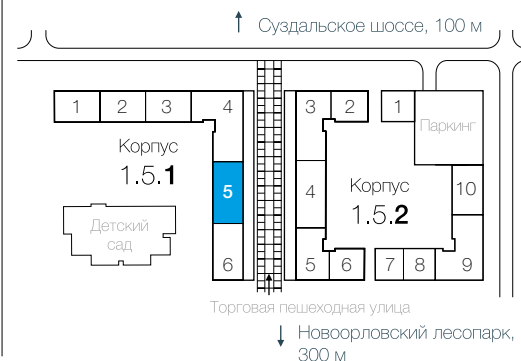 Суздальское шоссе, 100 м
1 2 3 4 3 2 1
Паркинг
Корпус
1.5.1
5
4
Корпус
1.5.2
10
Детский
сад
6 5 6 7 8 9
Торговая пешеходная улица
Новоорловский лесопарк,
300 м